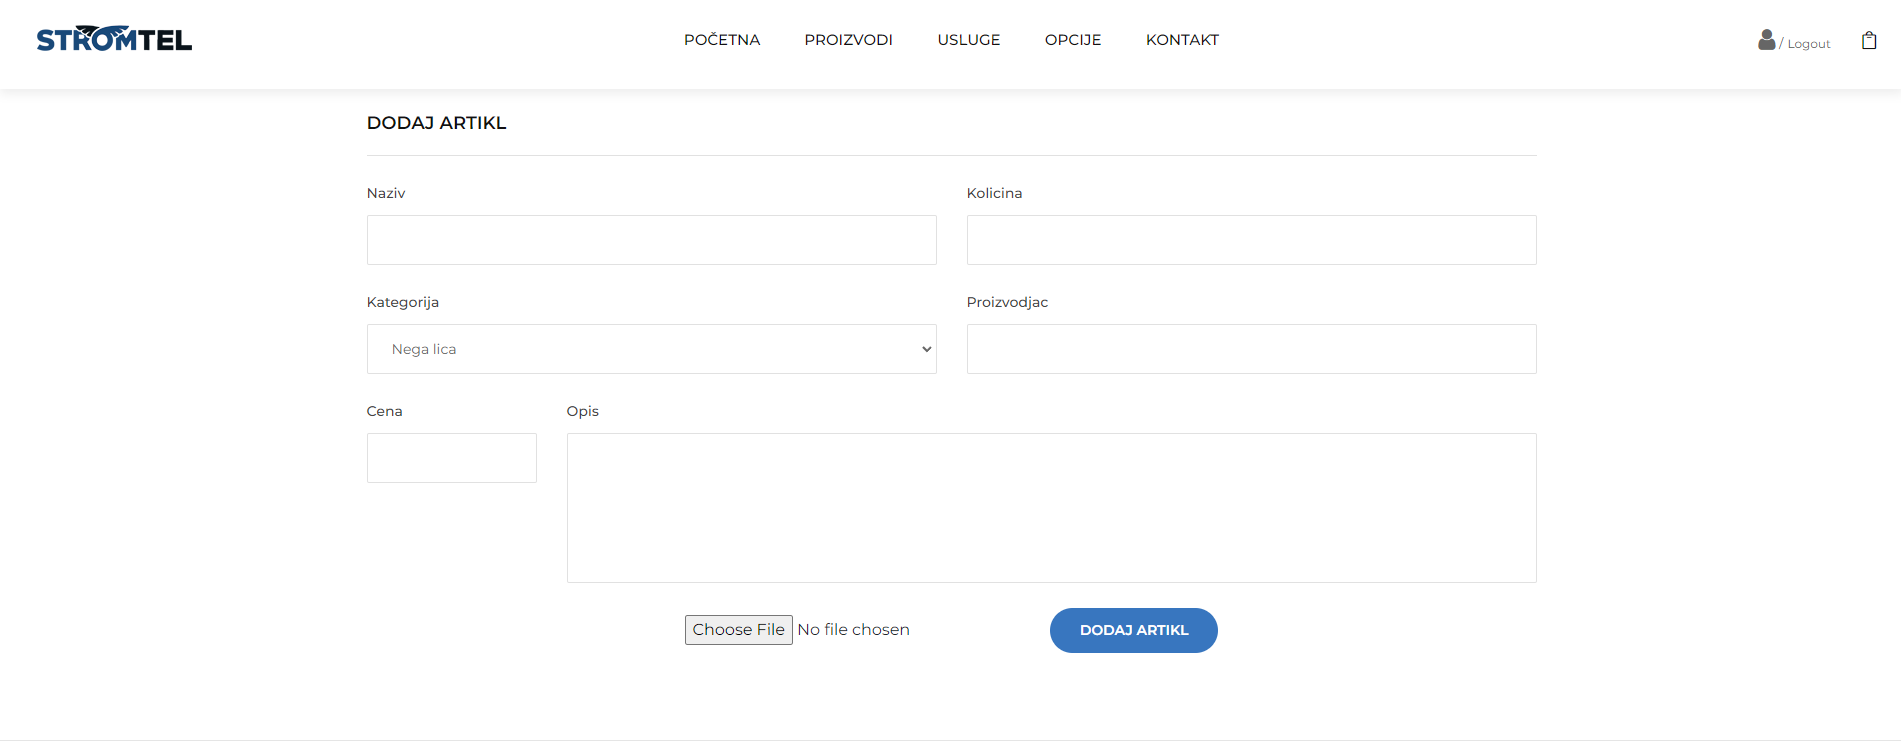 STROMTEL
POČETNA PROIZVODI USLUGE OPCIJE KONTAKT
/ Logout
DODAJ ARTIKL
Naziv Kolicina
Kategorija Proizvodjac
Nega lica
Cena Opis
Choose File No file chosen DODAJ ARTIKL